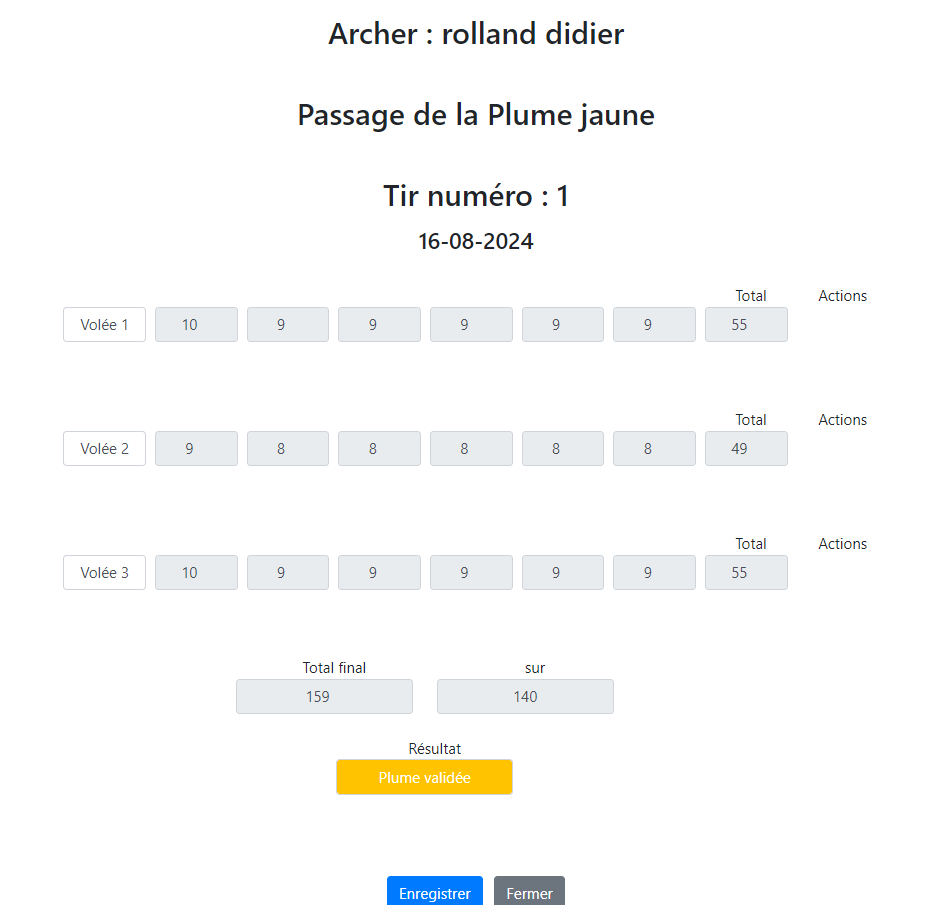 Archer : rolland didier
Passage de la Plume jaune
Tir numéro : 1
16-08-2024
Total Actions
Volée 1 10 9 9 9 9 9 55
Total Actions
Volée 2 9 8 8 8 8 8 49
Total Actions
Volée 3 10 9 9 9 9 9 55
Total final sur
159 140
Résultat
Plume validée
Enregistrer Fermer